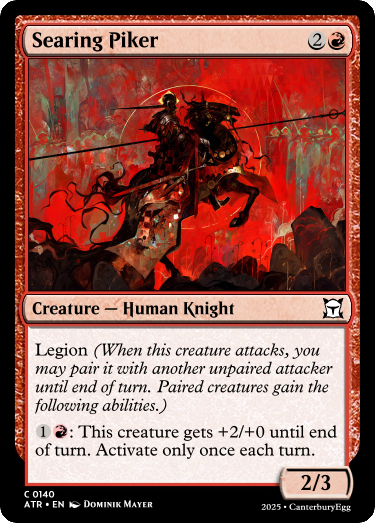 Searing Piker 2
Creature — Human Knight
Legion (When this creature attacks, you
may pair it with another unpaired attacker
until end of turn. Paired creatures gain the
following abilities.)
1 : This creature gets +2/+0 until end
of turn. Activate only once each turn.
2/3
C 0140
ATR • EN Dominik Mayer
2025 • CanterburyEgg